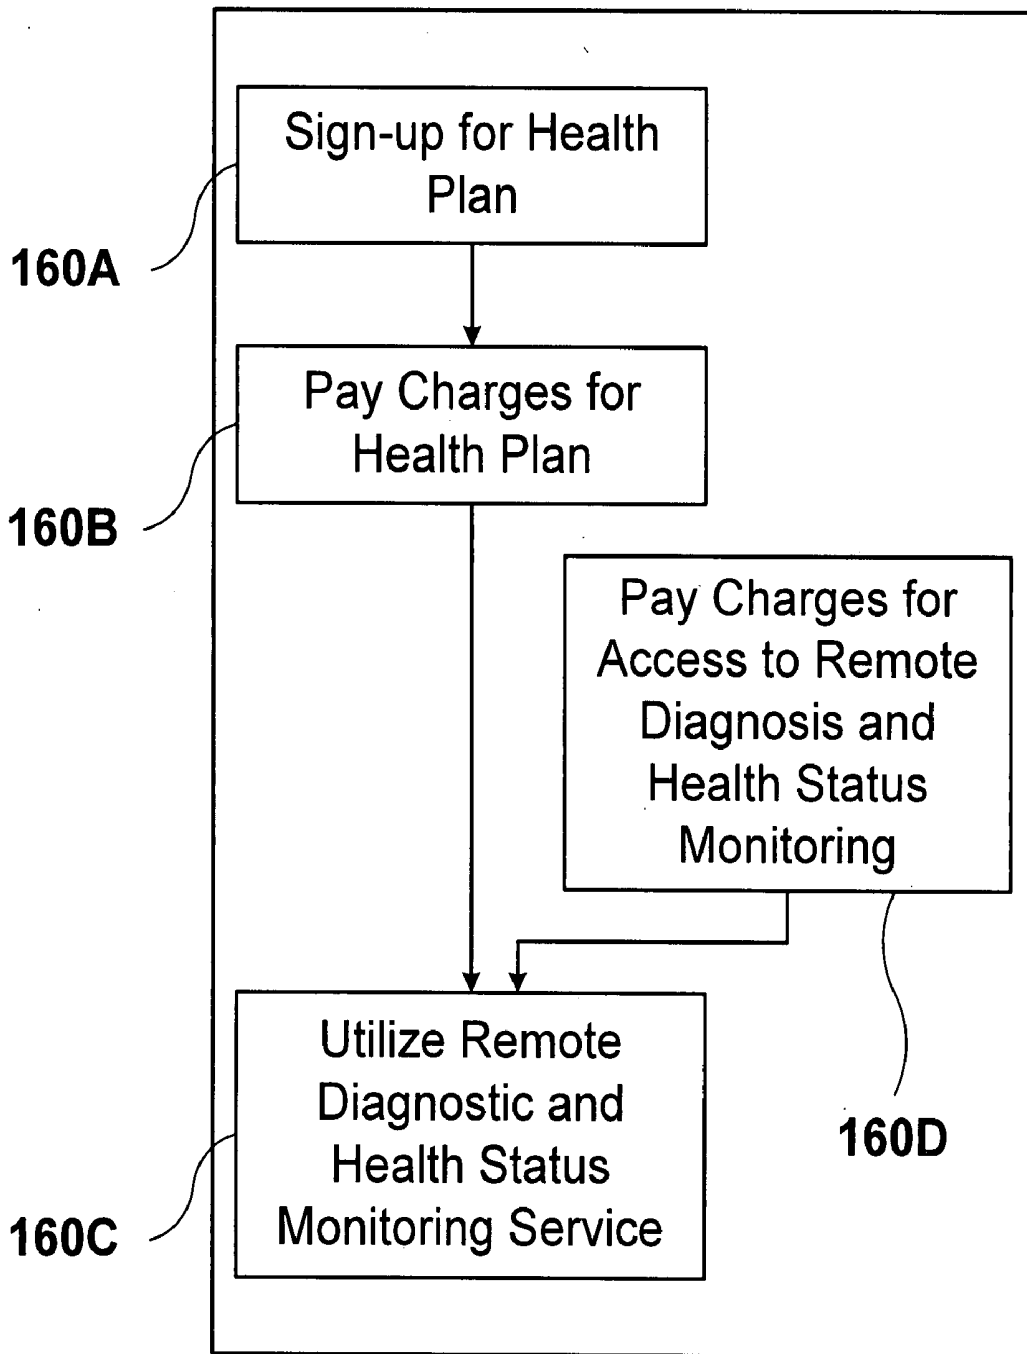 Sign-up for Health
Plan
160A
Pay Charges for
Health Plan
160B
Pay Charges for
Access to Remote
Diagnosis and
Health Status
Monitoring
160D
Utilize Remote
Diagnostic and
Health Status
Monitoring Service
160C